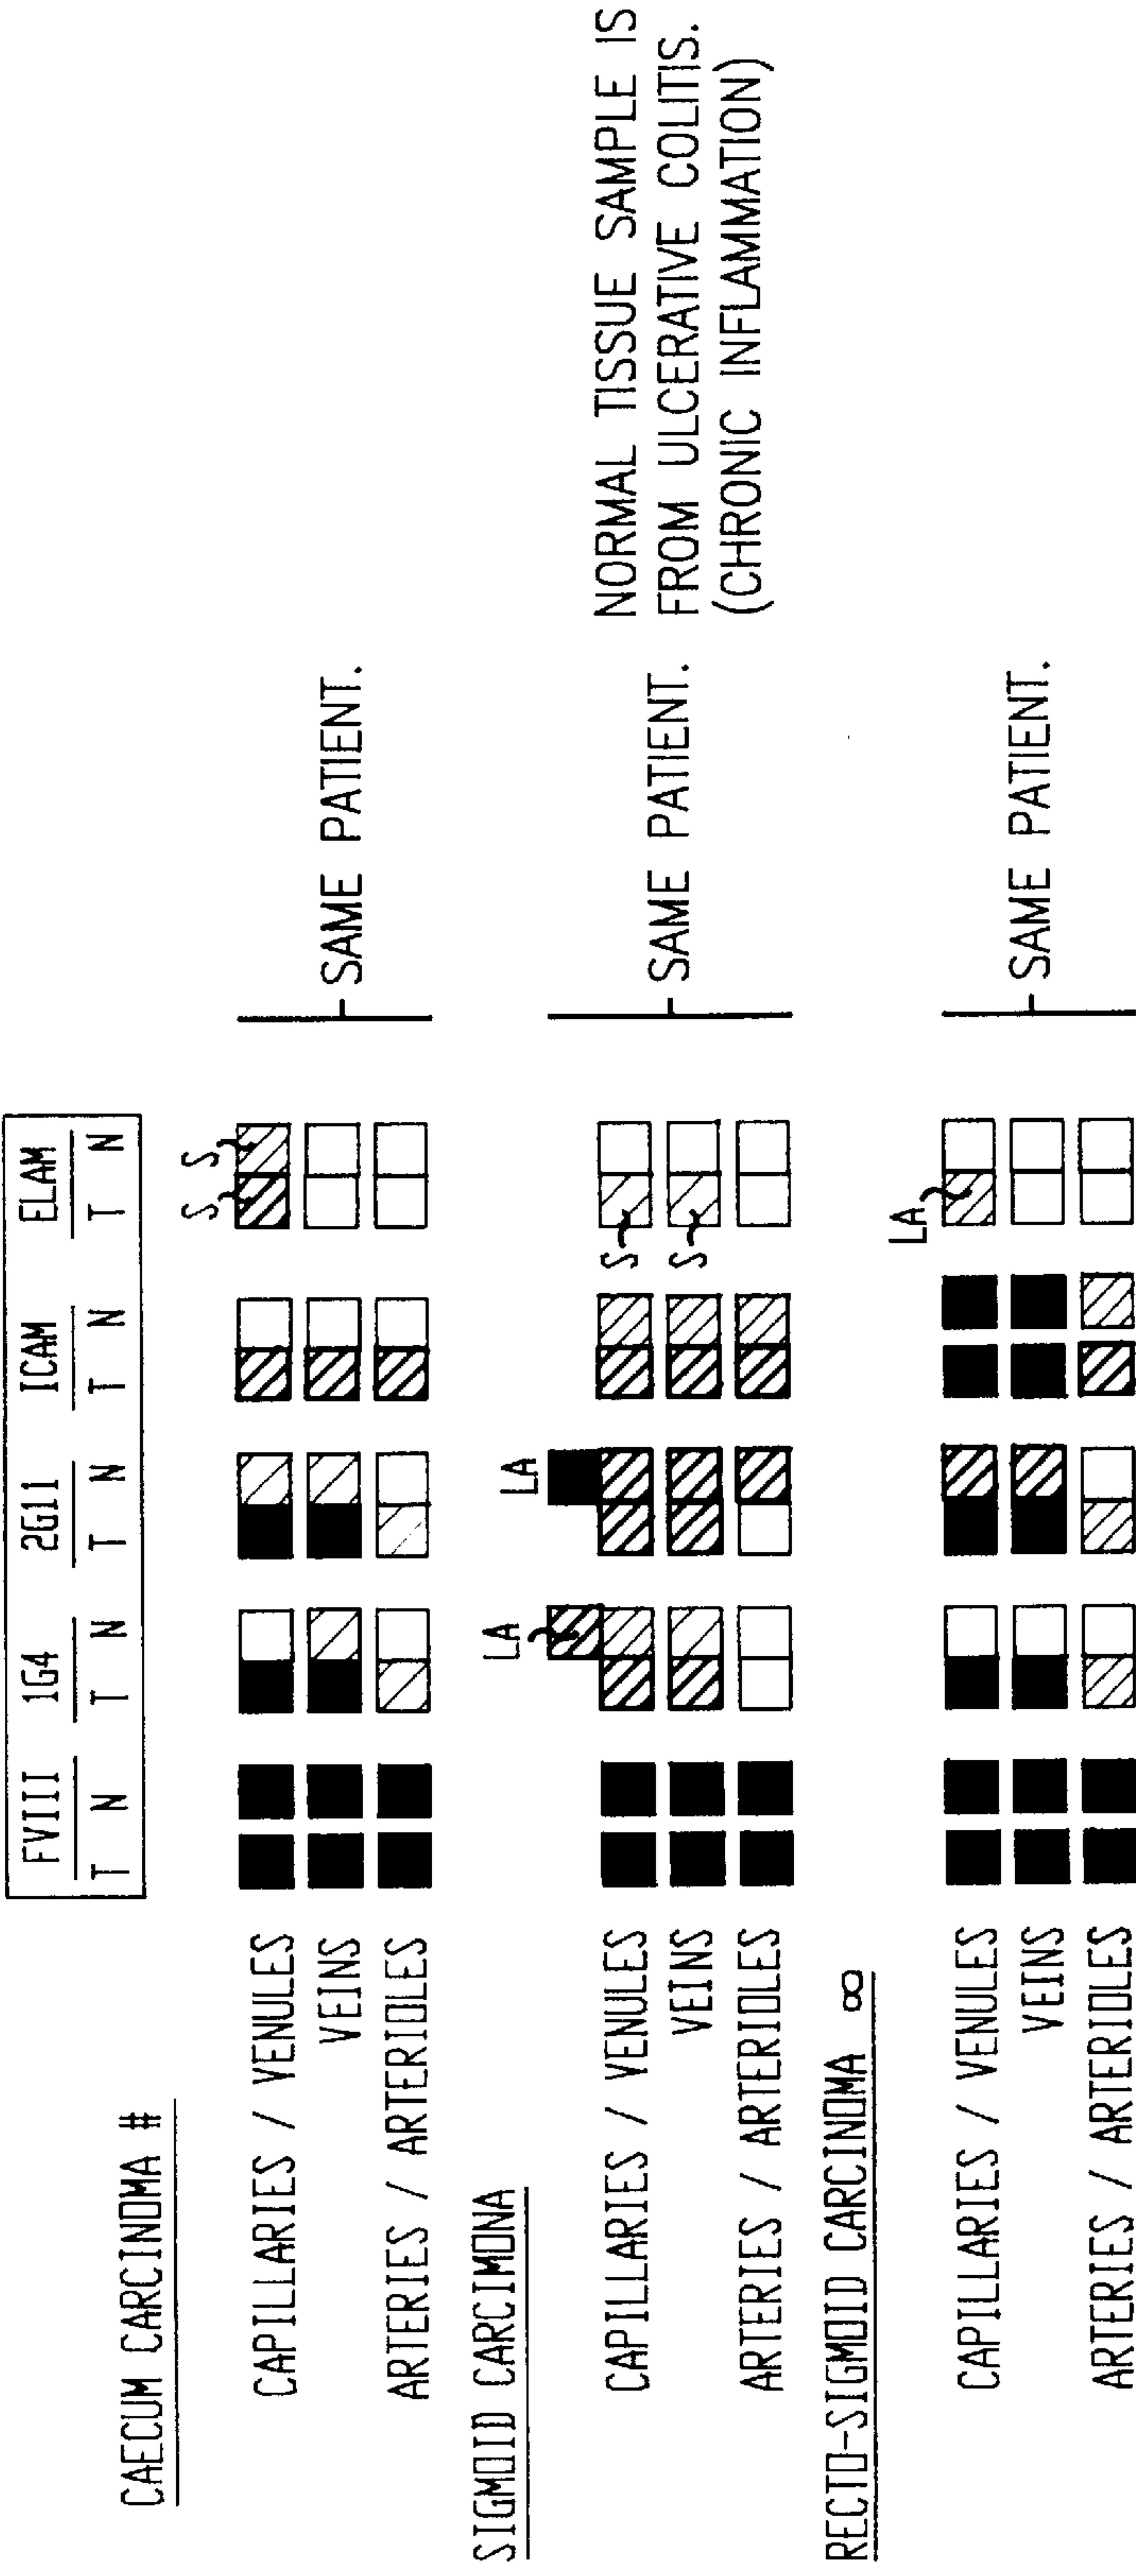 FVIII 1G4 2G11 ICAM ELAM
T N T N T N T N T N
CAECUM CARCINOMA #
S S
CAPILLARIES / VENULES
VEINS
ARTERIES / ARTERIOLES
SAME PATIENT.
SIGMOID CARCIMONA
LA LA
CAPILLARIES / VENULES
S
VEINS
S
ARTERIES / ARTERIOLES
SAME PATIENT.
NORMAL TISSUE SAMPLE IS
FROM ULCERATIVE COLITIS.
(CHRONIC INFLAMMATION)
RECTO-SIGMOID CARCINOMA 8
LA
CAPILLARIES / VENULES
VEINS
ARTERIES / ARTERIOLES
SAME PATIENT.